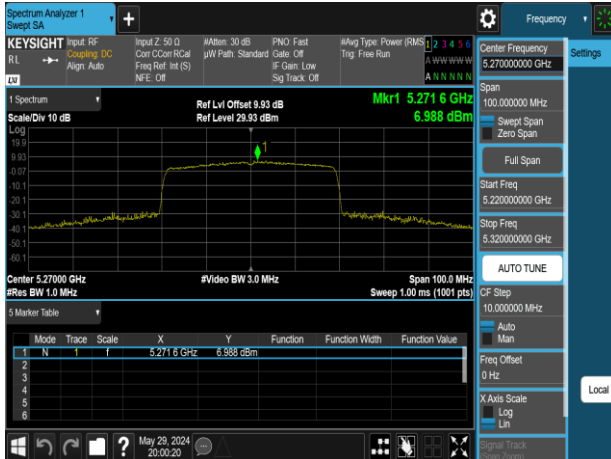 Spectrum Analyzer 1
Swept SA
Frequency
KEYSIGHT
Input: RF
Input Z: 50 Ω
#Atten: 30 dB
PNO: Fast
#Avg Type: Power (RMS
1 2 3 4 5 6
RL
Coupling: DC
Corr CCorr RCal
µW Path: Standard
Gate: Off
Trig: Free Run
A W W W W W
Align: Auto
Freq Ref: Int (S)
IF Gain: Low
NFE: Off
Sig Track: Off
A N N N N N
LXI
1 Spectrum
Ref Lvl Offset 9.93 dB
Mkr1 5.271 6 GHz
Scale/Div 10 dB
Ref Level 29.93 dBm
6.988 dBm
Log
19.9
9.93
-0.07
-10.1
-20.1
-30.1
-40.1
-50.1
-60.1
1
Center 5.27000 GHz
#Video BW 3.0 MHz
Span 100.0 MHz
#Res BW 1.0 MHz
Sweep 1.00 ms (1001 pts)
5 Marker Table
Mode Trace Scale X Y Function Function Width Function Value
1 N 1 f 5.271 6 GHz 6.988 dBm
2
3
4
5
6
May 29, 2024
20:00:20
Center Frequency
5.270000000 GHz
Settings
Span
100.000000 MHz
Swept Span
Zero Span
Full Span
Start Freq
5.220000000 GHz
Stop Freq
5.320000000 GHz
AUTO TUNE
CF Step
10.000000 MHz
Auto
Man
Freq Offset
0 Hz
Local
X Axis Scale
Log
Lin
Signal Track
(Span Zoom)